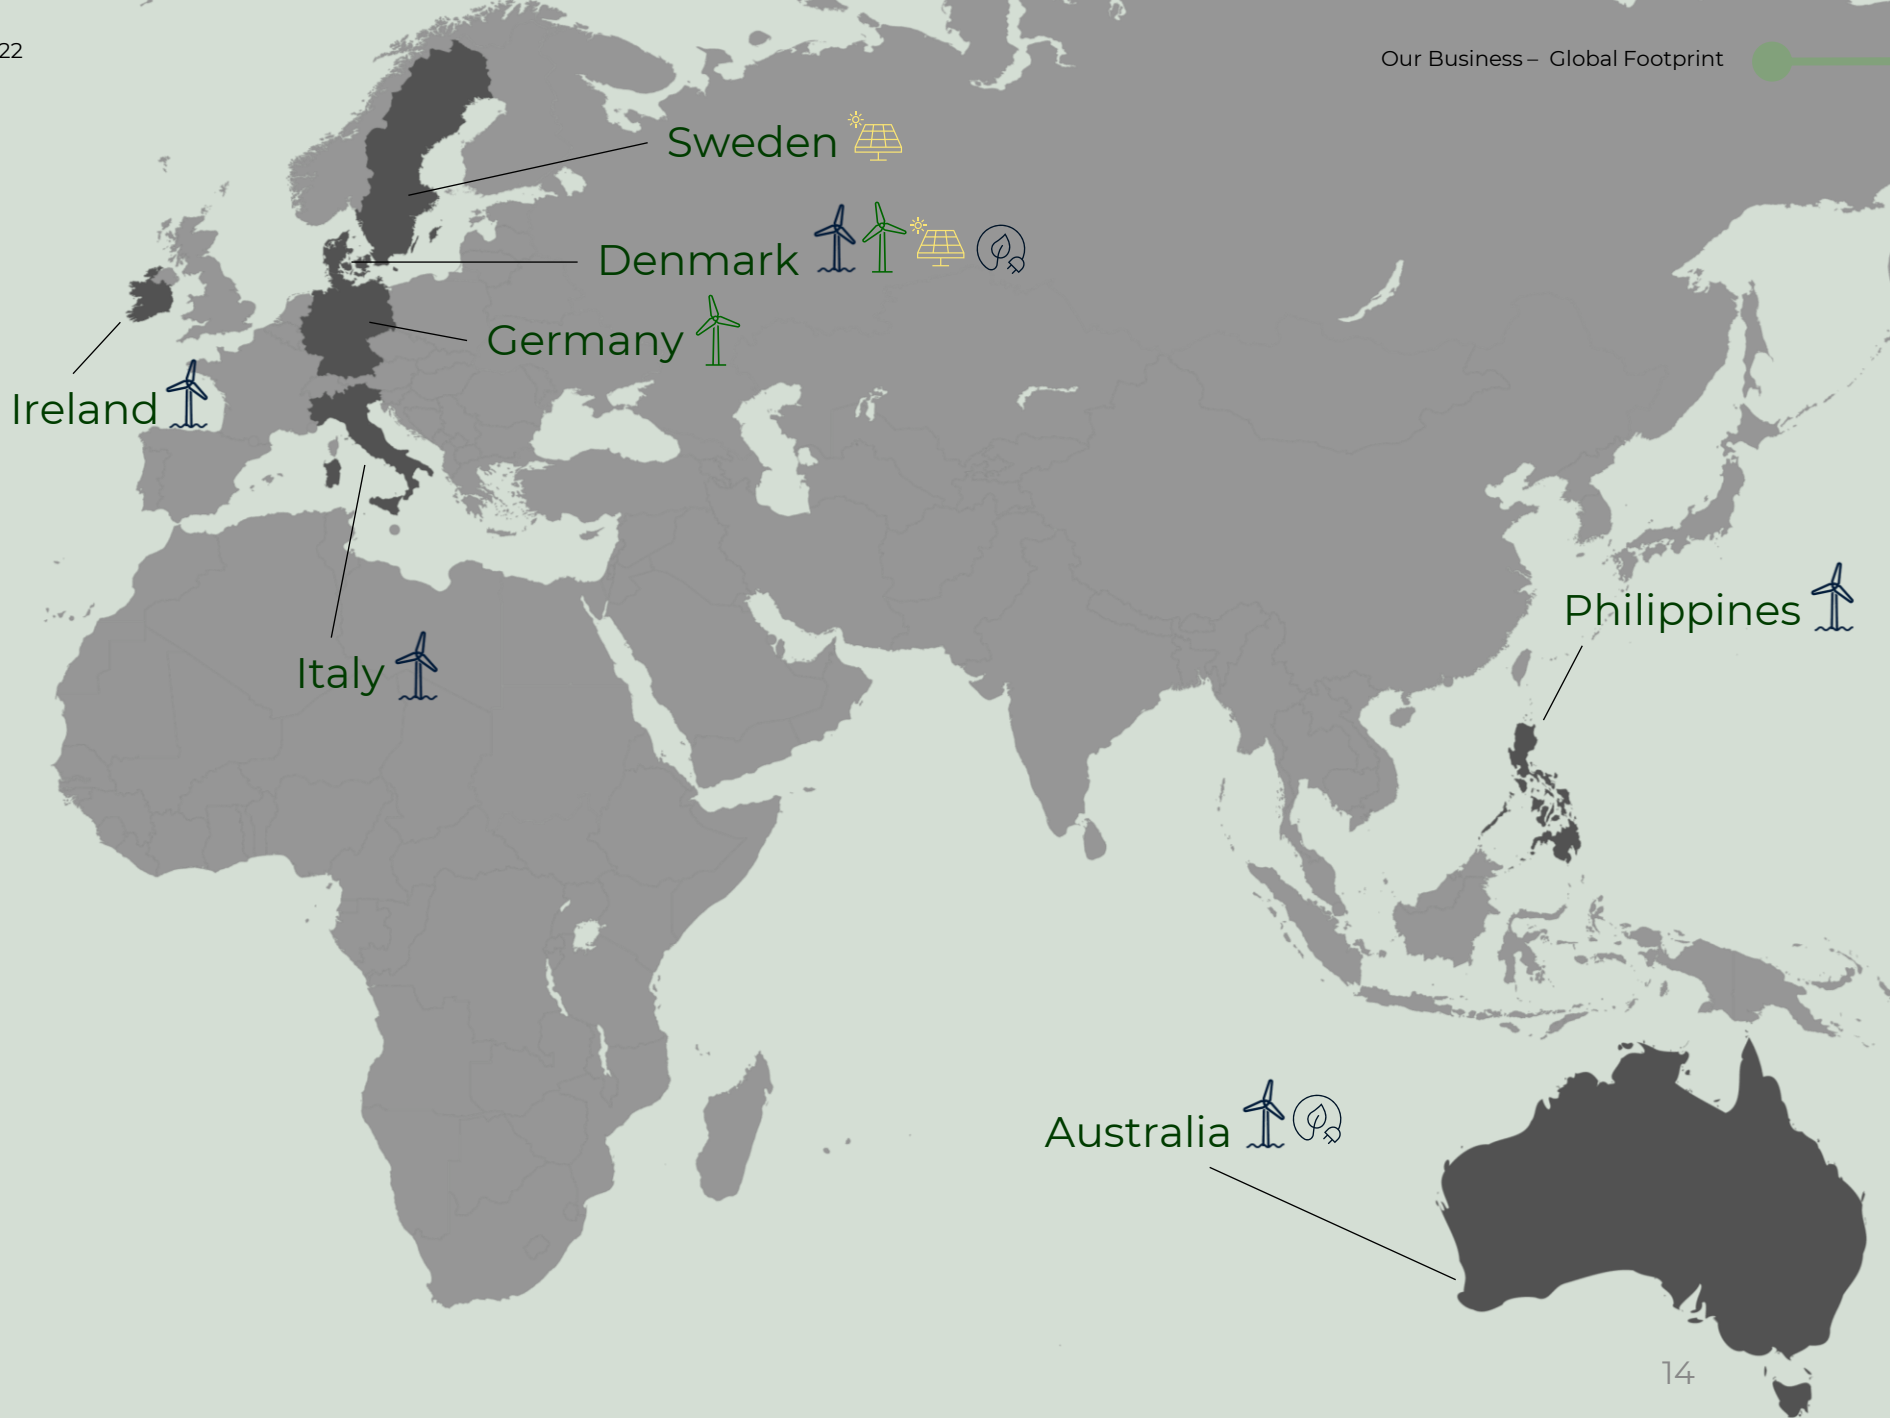 22
Our Business – Global Footprint
Sweden
Denmark
Germany
Ireland
Philippines
Italy
Australia
14